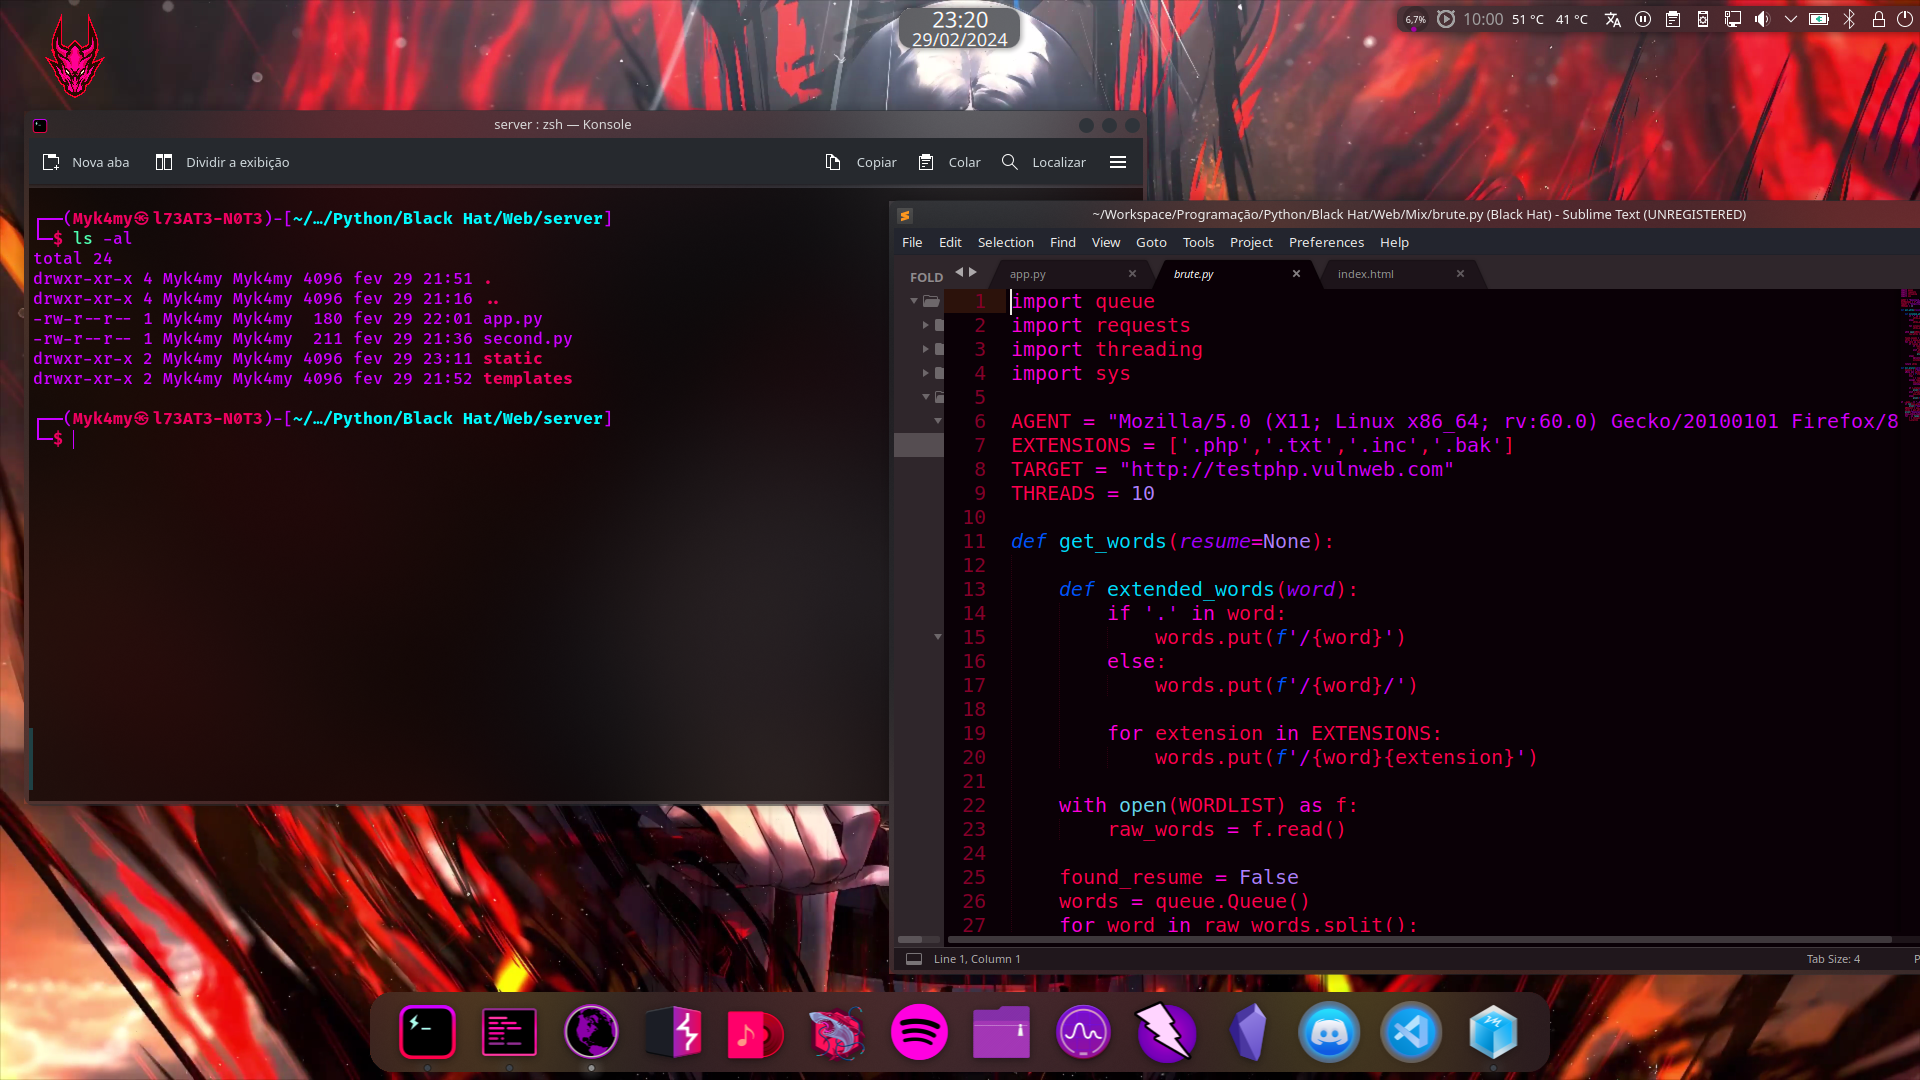 23:20
29/02/2024
6,7%
10:00
51 °C
41 °C
server : zsh — Konsole
Nova aba
Dividir a exibição
Copiar
Colar
Localizar
┌──(Myk4my㉿l73AT3-N0T3)-[~/…/Python/Black Hat/Web/server]
└─$ ls -al
total 24
drwxr-xr-x 4 Myk4my Myk4my 4096 fev 29 21:51 .
drwxr-xr-x 4 Myk4my Myk4my 4096 fev 29 21:16 ..
-rw-r--r-- 1 Myk4my Myk4my  180 fev 29 22:01 app.py
-rw-r--r-- 1 Myk4my Myk4my  211 fev 29 21:36 second.py
drwxr-xr-x 2 Myk4my Myk4my 4096 fev 29 23:11 static
drwxr-xr-x 2 Myk4my Myk4my 4096 fev 29 21:52 templates
┌──(Myk4my㉿l73AT3-N0T3)-[~/…/Python/Black Hat/Web/server]
└─$
~/Workspace/Programação/Python/Black Hat/Web/Mix/brute.py (Black Hat) - Sublime Text (UNREGISTERED)
File Edit Selection Find View Goto Tools Project Preferences Help
FOLD
app.py
brute.py
index.html
1 import queue
2 import requests
3 import threading
4 import sys
5
6 AGENT = "Mozilla/5.0 (X11; Linux x86_64; rv:60.0) Gecko/20100101 Firefox/8
7 EXTENSIONS = ['.php','.txt','.inc','.bak']
8 TARGET = "http://testphp.vulnweb.com"
9 THREADS = 10
10
11 def get_words(resume=None):
12
13     def extended_words(word):
14         if '.' in word:
15             words.put(f'/{word}')
16         else:
17             words.put(f'/{word}/')
18
19         for extension in EXTENSIONS:
20             words.put(f'/{word}{extension}')
21
22     with open(WORDLIST) as f:
23         raw_words = f.read()
24
25     found_resume = False
26     words = queue.Queue()
27     for word in raw_words.split():
Line 1, Column 1
Tab Size: 4
P